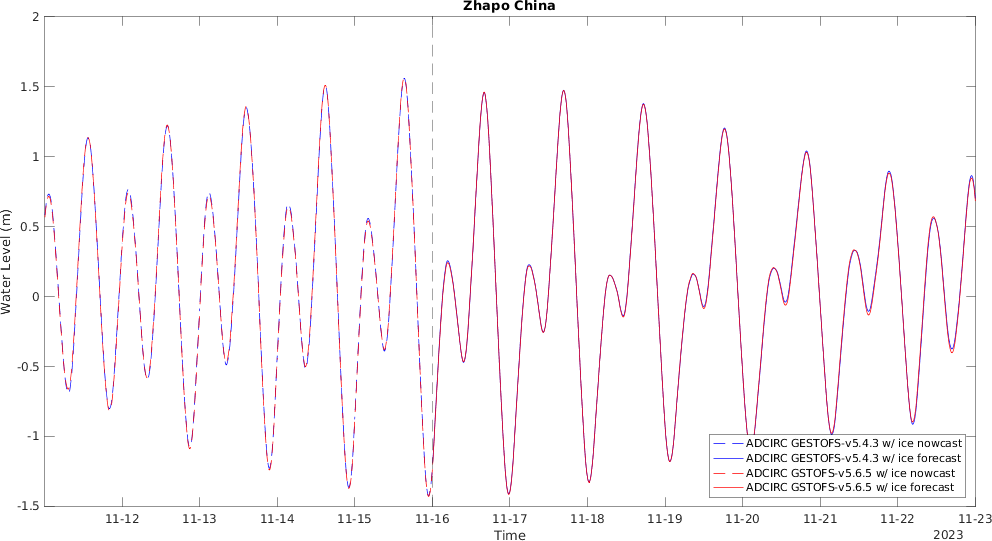 Zhapo China
2
1.5
1
0.5
0
-0.5
-1
-1.5
Water Level (m)
11-12 11-13 11-14 11-15 11-16 11-17 11-18 11-19 11-20 11-21 11-22 11-23
Time
2023
ADCIRC GESTOFS-v5.4.3 w/ ice nowcast
ADCIRC GESTOFS-v5.4.3 w/ ice forecast
ADCIRC GSTOFS-v5.6.5 w/ ice nowcast
ADCIRC GSTOFS-v5.6.5 w/ ice forecast